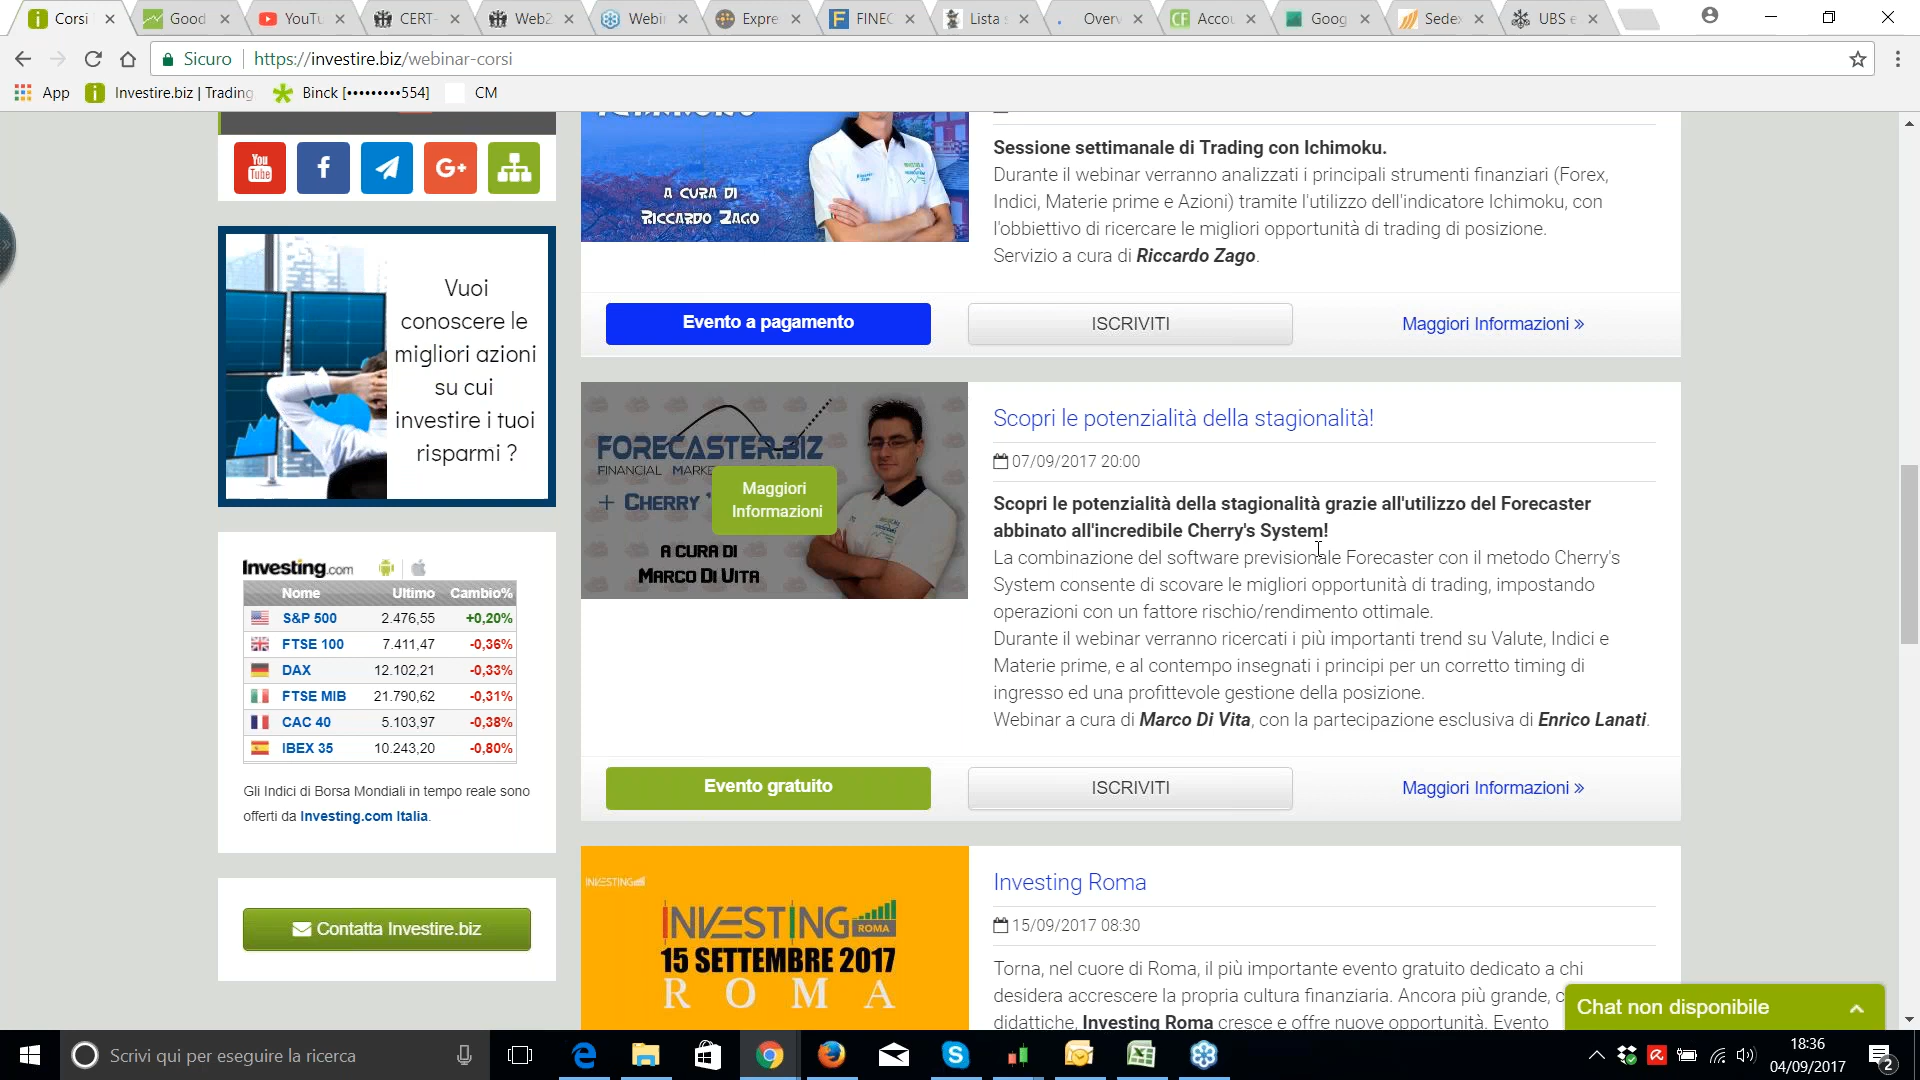 Corsi
Good
YouTu
CERT-
Web2
Webin
Expre
FINEC
Lista s
Overv
Accou
Goog
Sedex
UBS e
Sicuro
https://investire.biz/webinar-corsi
App
Investire.biz | Trading
Binck [•••••••••554]
CM
You
Tube
f
G+
Vuoi
conoscere le
migliori azioni
su cui
investire i tuoi
risparmi ?
Investing.com
Nome Ultimo Cambio%
S&P 500 2.476,55 +0,20%
FTSE 100 7.411,47 -0,36%
DAX 12.102,21 -0,33%
FTSE MIB 21.790,62 -0,31%
CAC 40 5.103,97 -0,38%
IBEX 35 10.243,20 -0,80%
Gli Indici di Borsa Mondiali in tempo reale sono
offerti da Investing.com Italia.
Contatta Investire.biz
A CURA DI
RICCARDO ZAGO
Sessione settimanale di Trading con Ichimoku.
Durante il webinar verranno analizzati i principali strumenti finanziari (Forex,
Indici, Materie prime e Azioni) tramite l'utilizzo dell'indicatore Ichimoku, con
l'obbiettivo di ricercare le migliori opportunità di trading di posizione.
Servizio a cura di Riccardo Zago.
Evento a pagamento
ISCRIVITI
Maggiori Informazioni »
FORECASTER.BIZ
FINANCIAL MARKE
+ CHERRY
Maggiori
Informazioni
A CURA DI
MARCO DI VITA
Scopri le potenzialità della stagionalità!
07/09/2017 20:00
Scopri le potenzialità della stagionalità grazie all'utilizzo del Forecaster
abbinato all'incredibile Cherry's System!
La combinazione del software previsionale Forecaster con il metodo Cherry's
System consente di scovare le migliori opportunità di trading, impostando
operazioni con un fattore rischio/rendimento ottimale.
Durante il webinar verranno ricercati i più importanti trend su Valute, Indici e
Materie prime, e al contempo insegnati i principi per un corretto timing di
ingresso ed una profittevole gestione della posizione.
Webinar a cura di Marco Di Vita, con la partecipazione esclusiva di Enrico Lanati.
Evento gratuito
ISCRIVITI
Maggiori Informazioni »
INVESTING
INVESTING
ROMA
15 SETTEMBRE 2017
ROMA
Investing Roma
15/09/2017 08:30
Torna, nel cuore di Roma, il più importante evento gratuito dedicato a chi
desidera accrescere la propria cultura finanziaria. Ancora più grande, c
didattiche, Investing Roma cresce e offre nuove opportunità. Evento
Chat non disponibile
Scrivi qui per eseguire la ricerca
18:36
04/09/2017
2